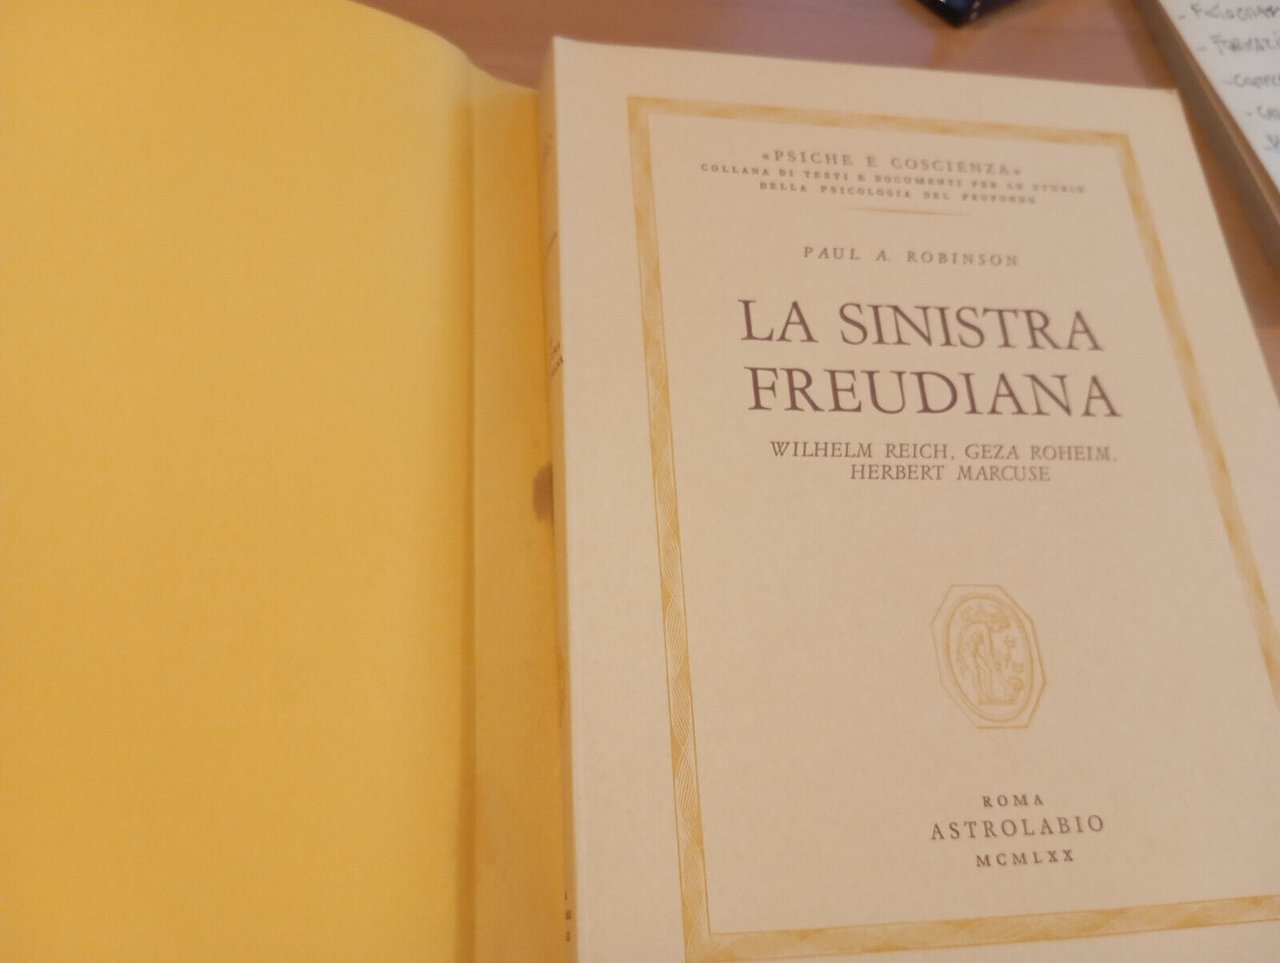 «PSICHE E COSCIENZA»
COLLANA DI TESTI E DOCUMENTI PER LO STUDIO
DELLA PSICOLOGIA DEL PROFONDO
PAUL A. ROBINSON
LA SINISTRA
FREUDIANA
WILHELM REICH, GEZA ROHEIM,
HERBERT MARCUSE
ROMA
ASTROLABIO
MCMLXX